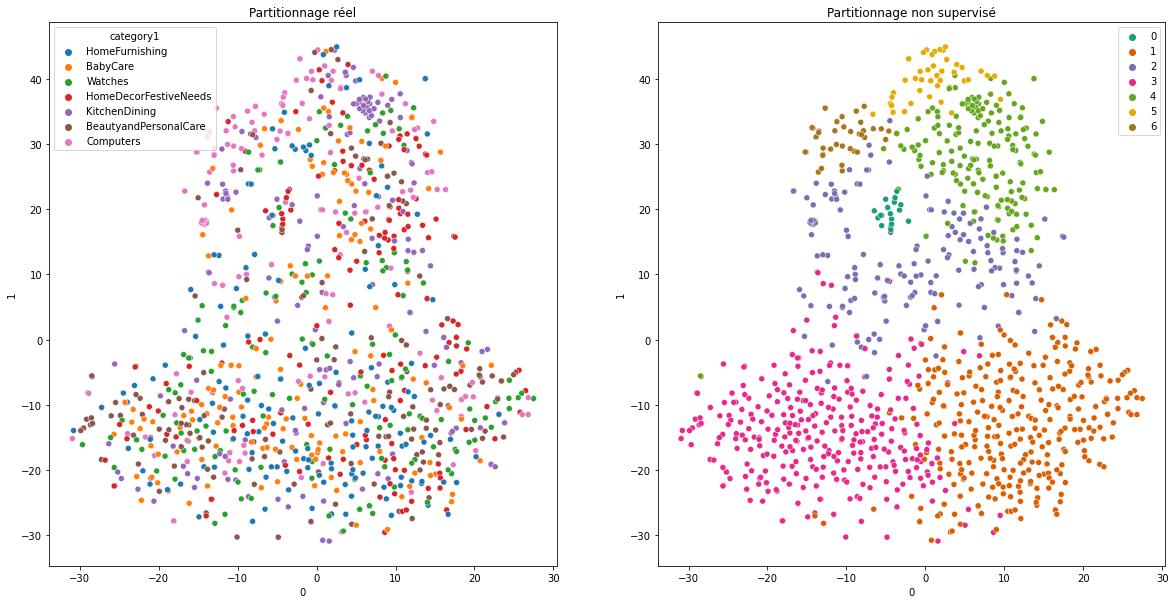 Partitionnage réel
category1
HomeFurnishing
BabyCare
Watches
HomeDecorFestiveNeeds
KitchenDining
BeautyandPersonalCare
Computers
40
30
20
10
0
−10
−20
−30
1
−30 −20 −10 0 10 20 30
0
Partitionnage non supervisé
0
1
2
3
4
5
6
40
30
20
10
0
−10
−20
−30
1
−30 −20 −10 0 10 20 30
0